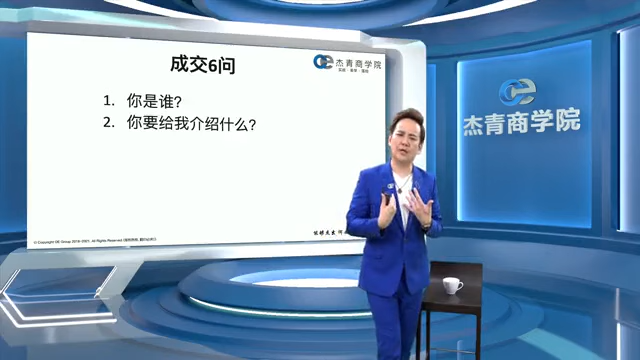 成交6问
杰青商学院
1. 你是谁?
2. 你要给我介绍什么?
杰青商学院